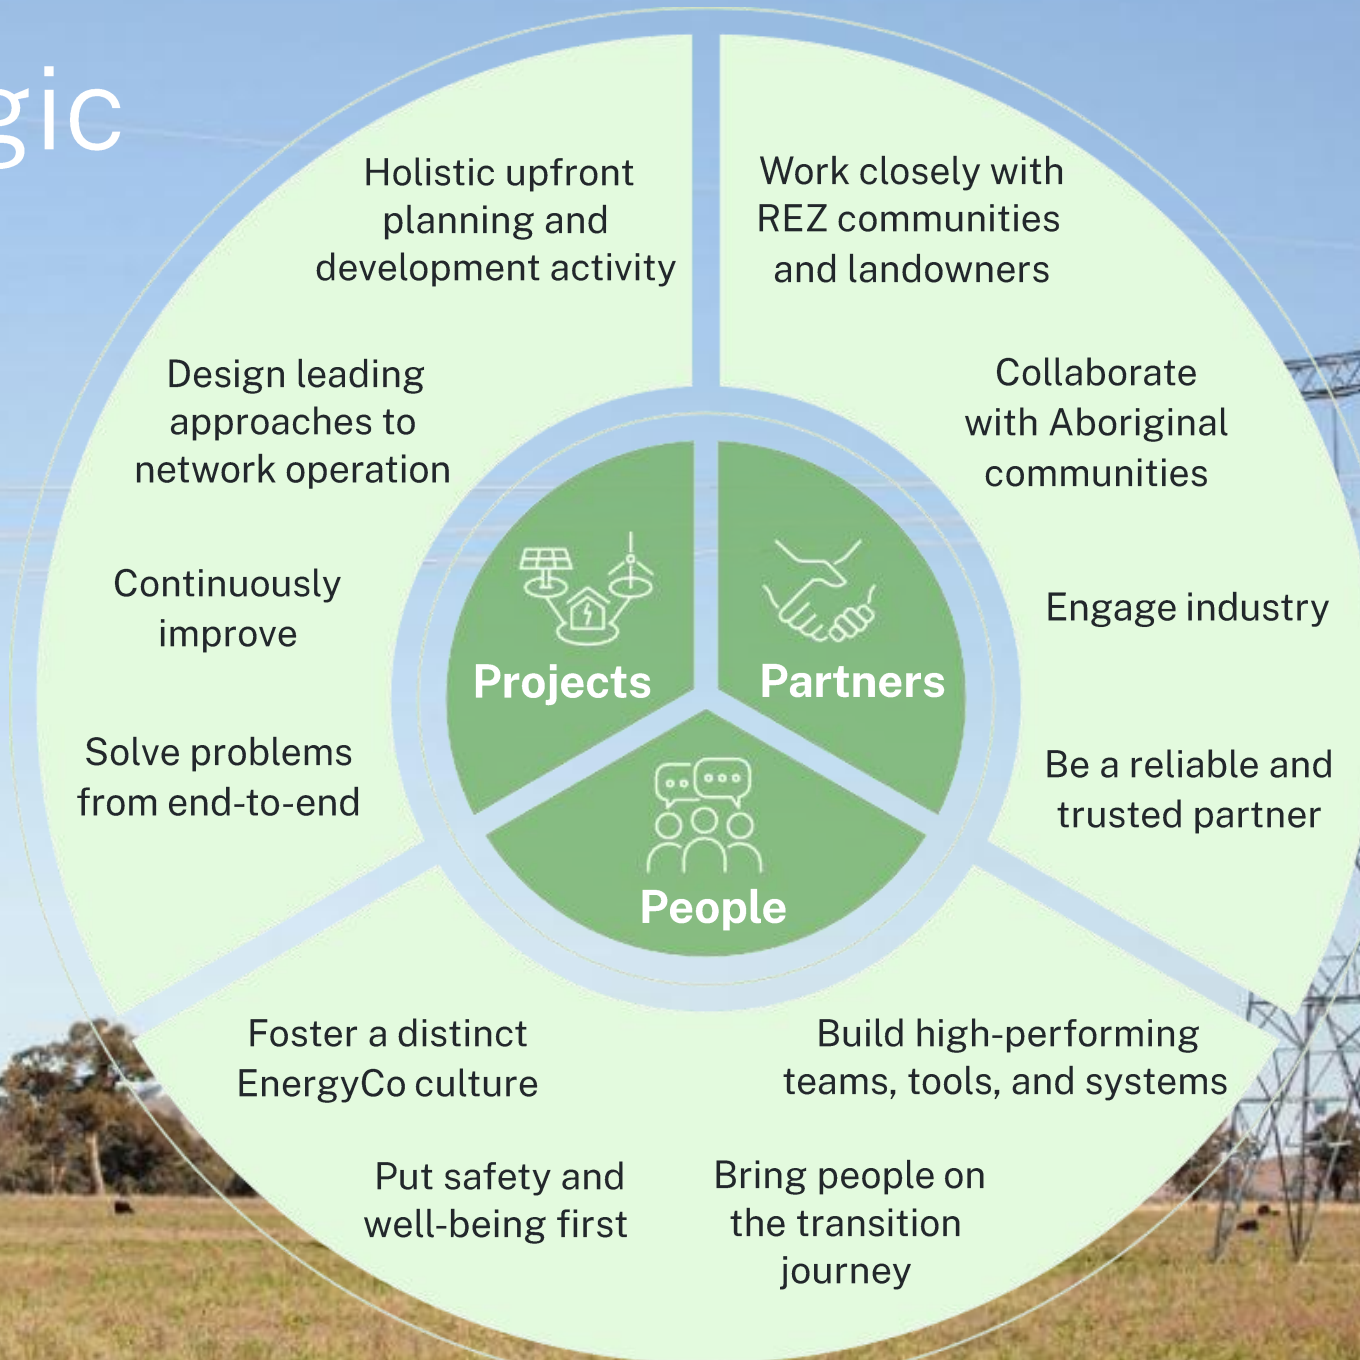 gic
Holistic upfront
planning and
development activity
Design leading
approaches to
network operation
Continuously
improve
Solve problems
from end-to-end
Work closely with
REZ communities
and landowners
Collaborate
with Aboriginal
communities
Engage industry
Be a reliable and
trusted partner
Projects
Partners
People
Foster a distinct
EnergyCo culture
Put safety and
well-being first
Build high-performing
teams, tools, and systems
Bring people on
the transition
journey